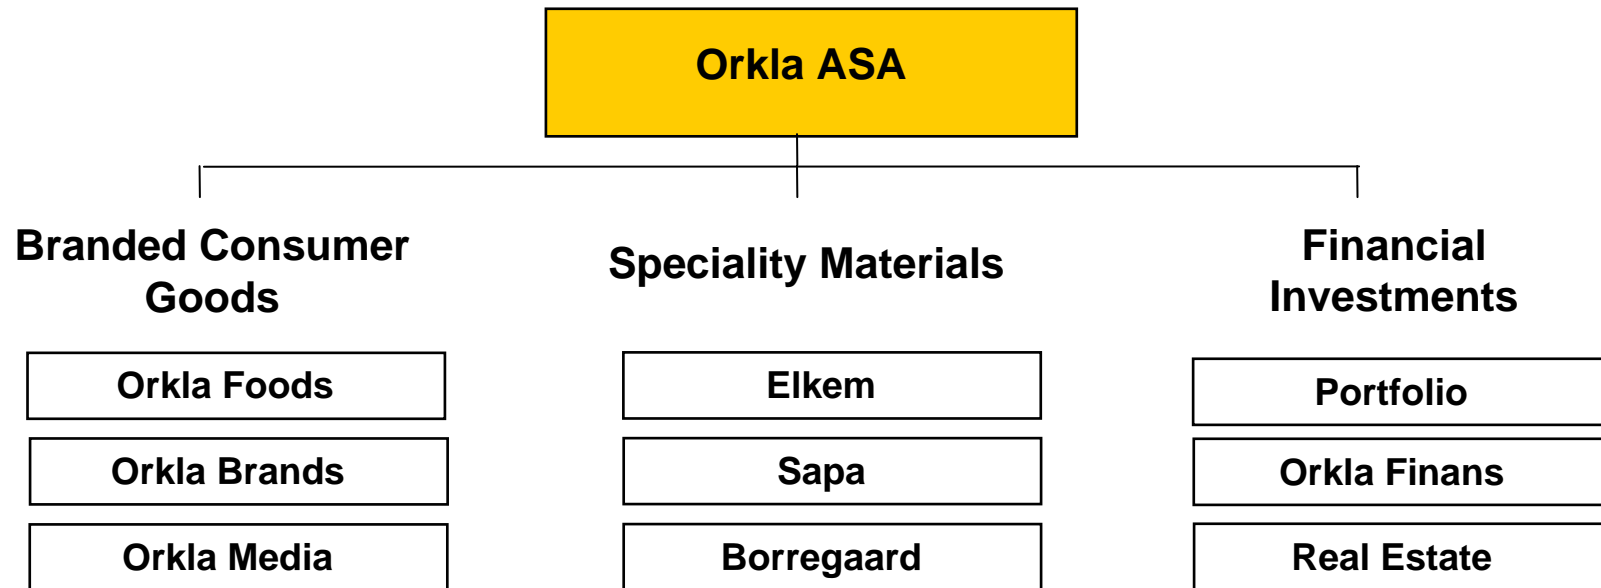 Orkla ASA
Branded Consumer
Goods
Speciality Materials
Financial
Investments
Orkla Foods
Elkem
Portfolio
Orkla Brands
Sapa
Orkla Finans
Orkla Media
Borregaard
Real Estate